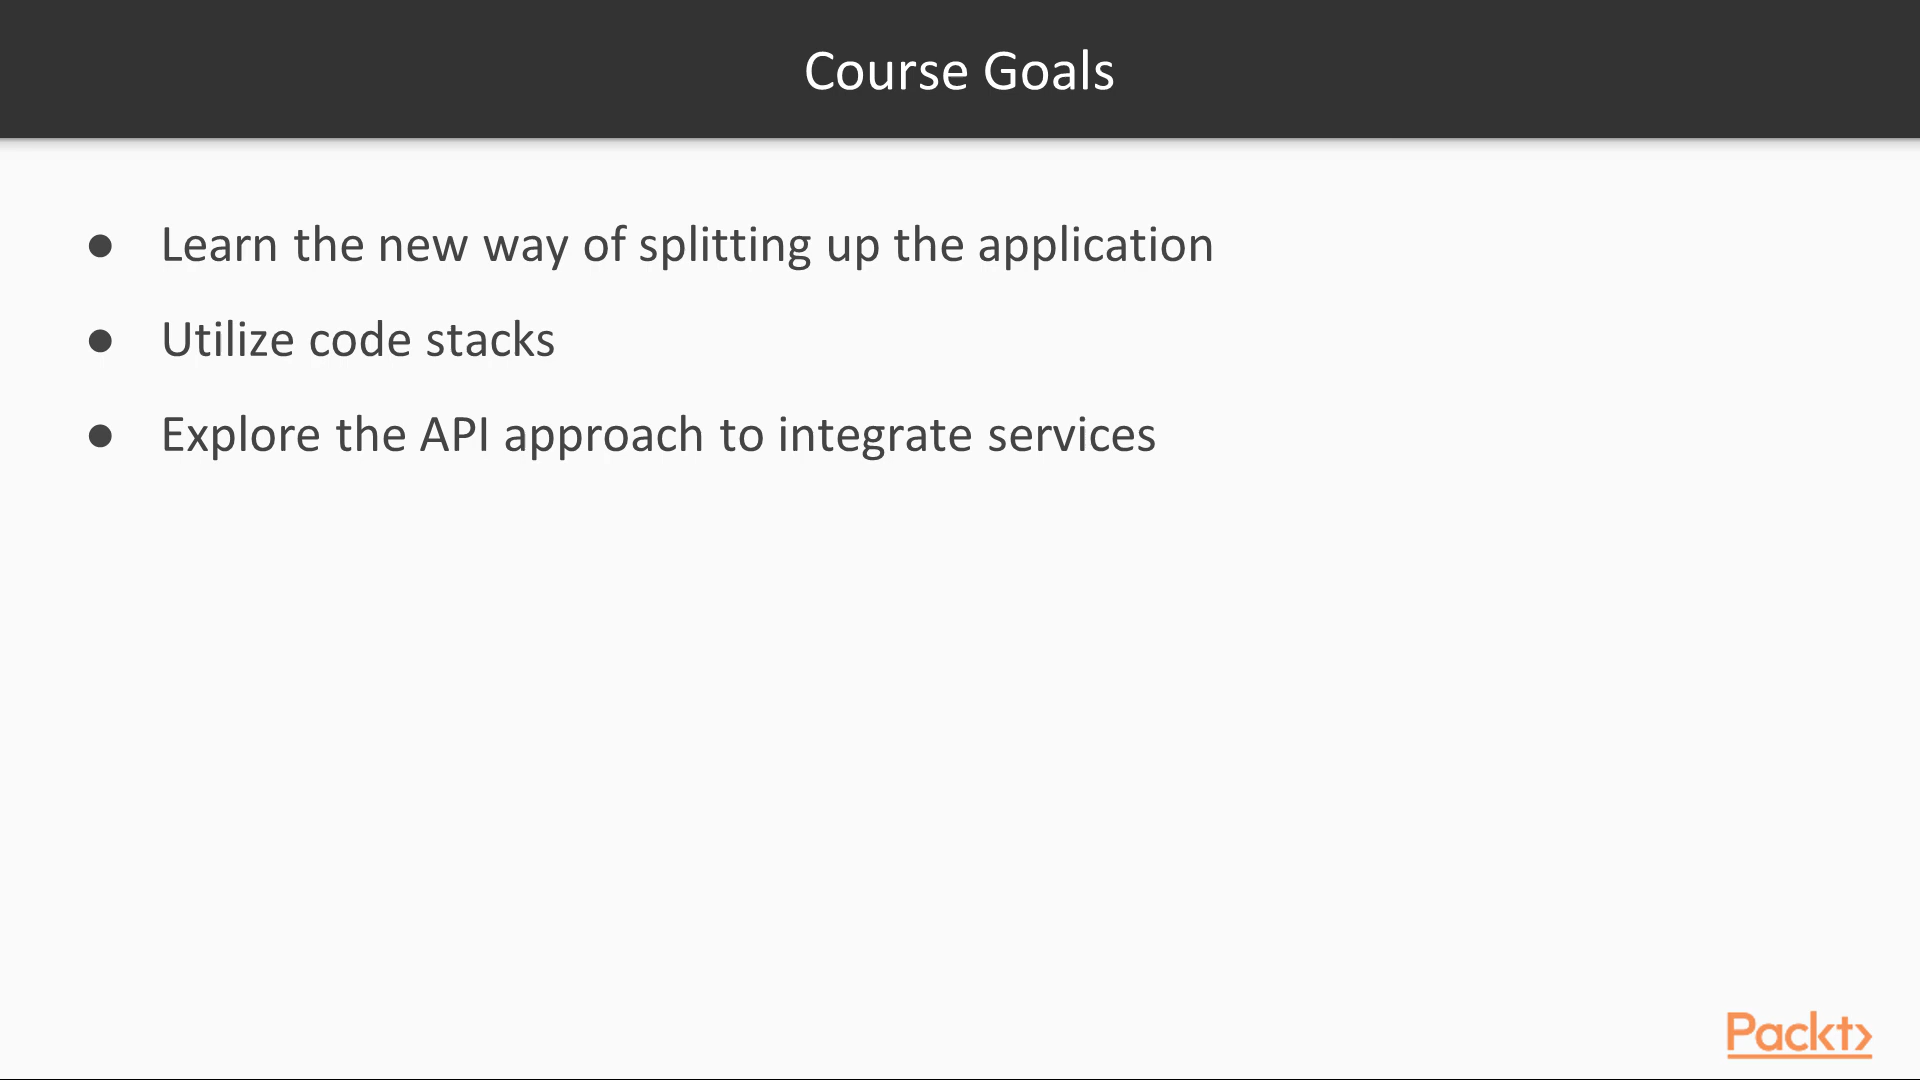 Course Goals
● Learn the new way of splitting up the application
● Utilize code stacks
● Explore the API approach to integrate services
Packt>